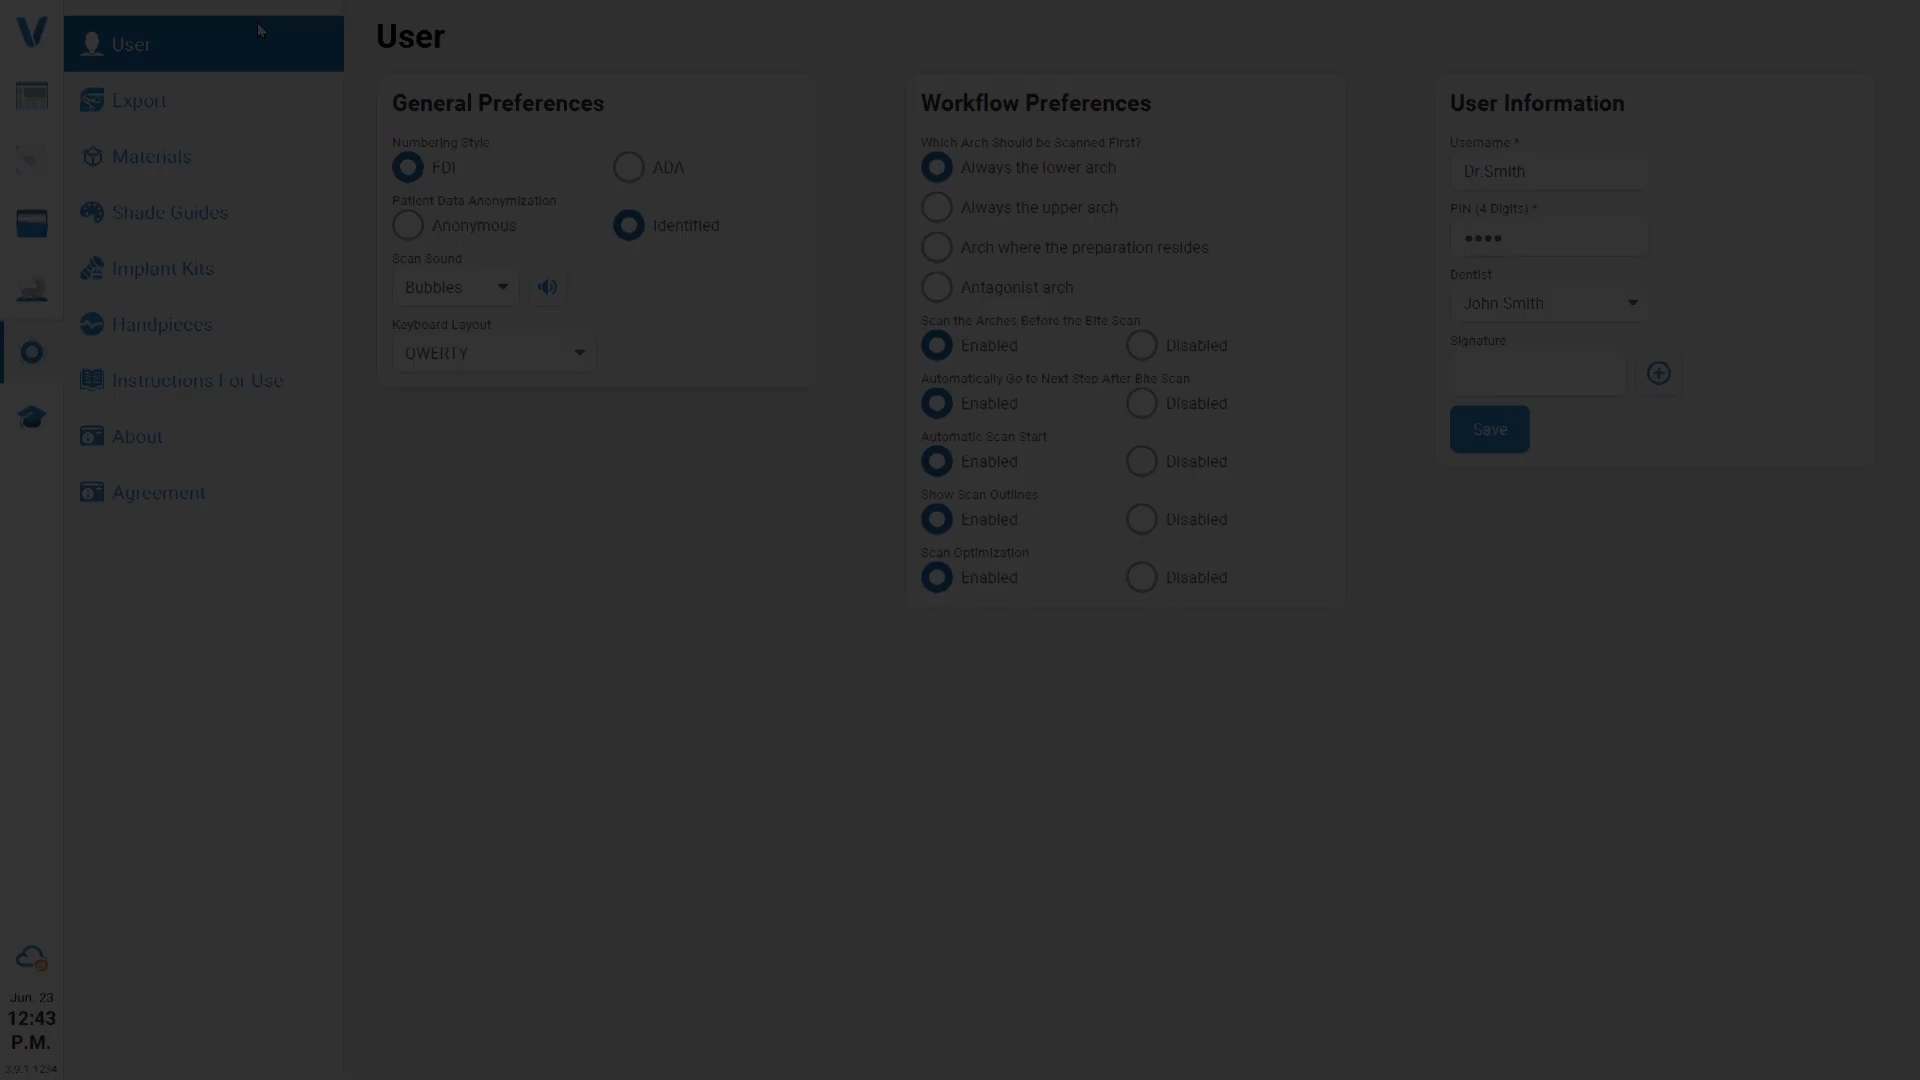 User
Export
Materials
Shade Guides
Implant Kits
Handpieces
Instructions For Use
About
Agreement
Jun. 23
12:43
P.M.
3.9.1.1234
User
General Preferences
Numbering Style
FDI
ADA
Patient Data Anonymization
Anonymous
Identified
Scan Sound
Bubbles
Keyboard Layout
QWERTY
Workflow Preferences
Which Arch Should be Scanned First?
Always the lower arch
Always the upper arch
Arch where the preparation resides
Antagonist arch
Scan the Arches Before the Bite Scan
Enabled
Disabled
Automatically Go to Next Step After Bite Scan
Enabled
Disabled
Automatic Scan Start
Enabled
Disabled
Show Scan Outlines
Enabled
Disabled
Scan Optimization
Enabled
Disabled
User Information
Username *
Dr.Smith
PIN (4 Digits) *
Dentist
John Smith
Signature
Save